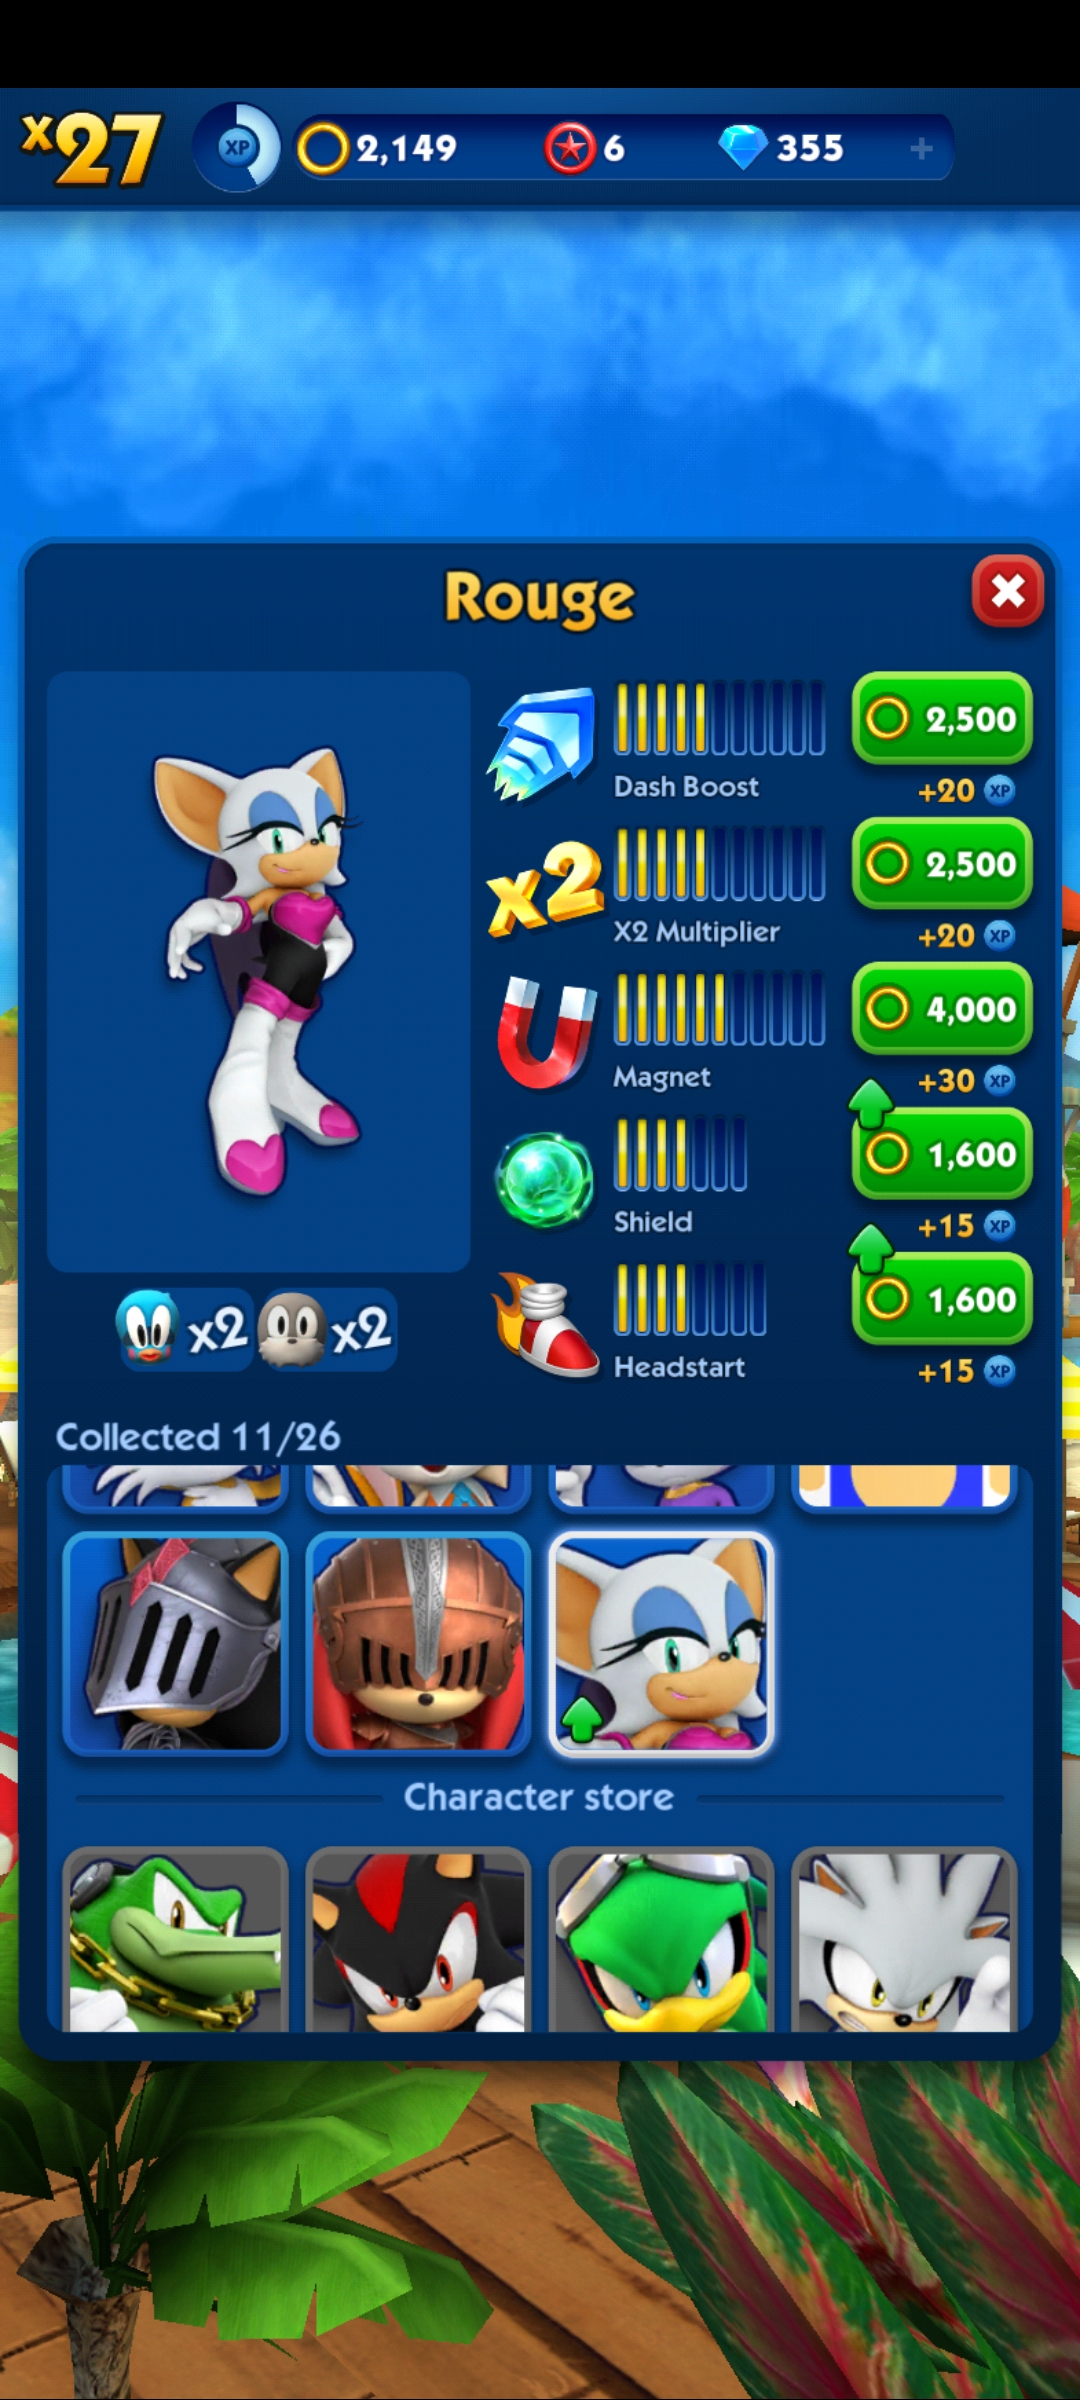 x27 XP 2,149 6 355 +
Rouge
2,500
Dash Boost
+20 XP
x2
2,500
X2 Multiplier
+20 XP
4,000
Magnet
+30 XP
1,600
Shield
+15 XP
1,600
Headstart
+15 XP
x2 x2
Collected 11/26
Character store